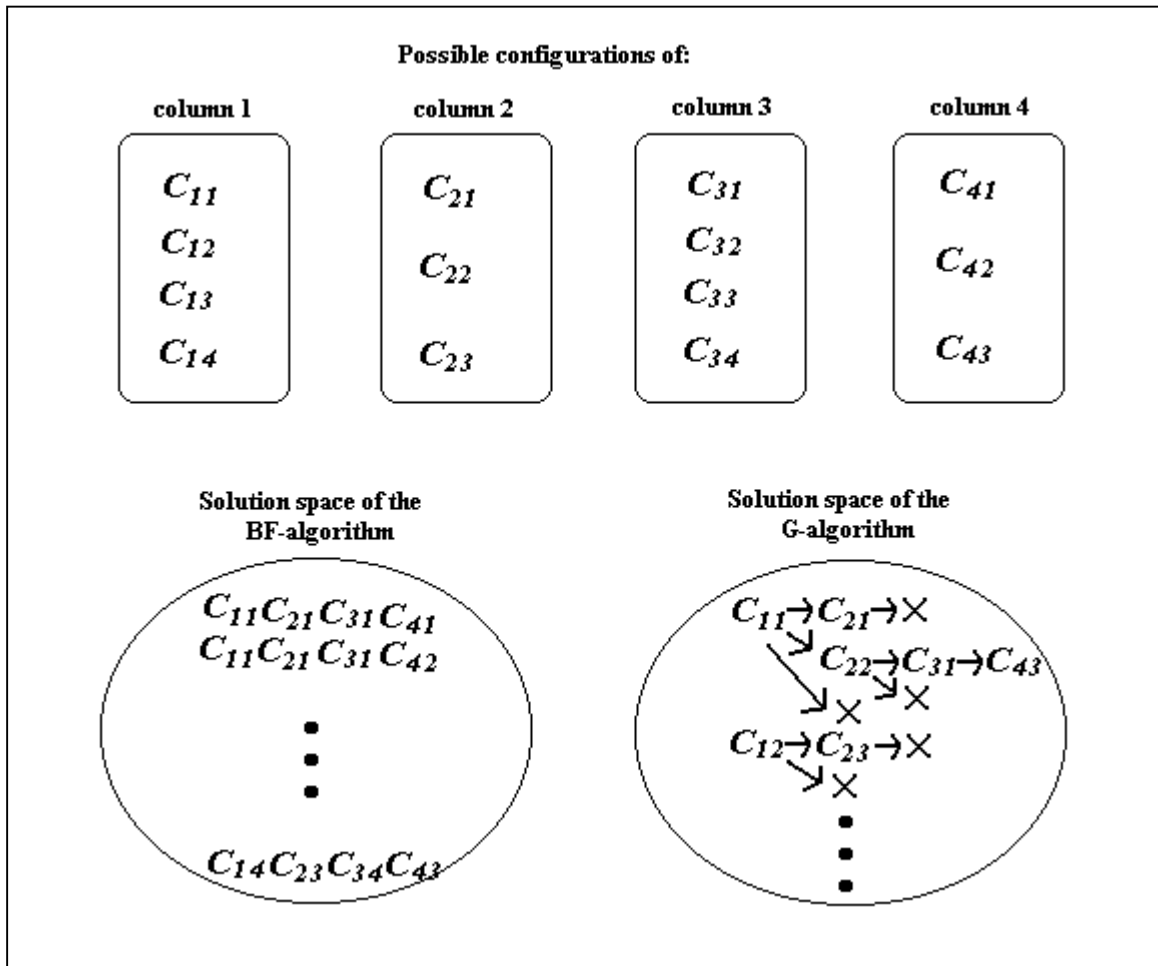 Possible configurations of:
column 1 column 2 column 3 column 4
C11 C21 C31 C41
C12 C22 C32 C42
C13 C33
C14 C23 C34 C43
Solution space of the BF-algorithm
C11C21C31C41
C11C21C31C42
C14C23C34C43
Solution space of the G-algorithm
C11→C21→×
C22→C31→C43
×
×
C12→C23→×
×